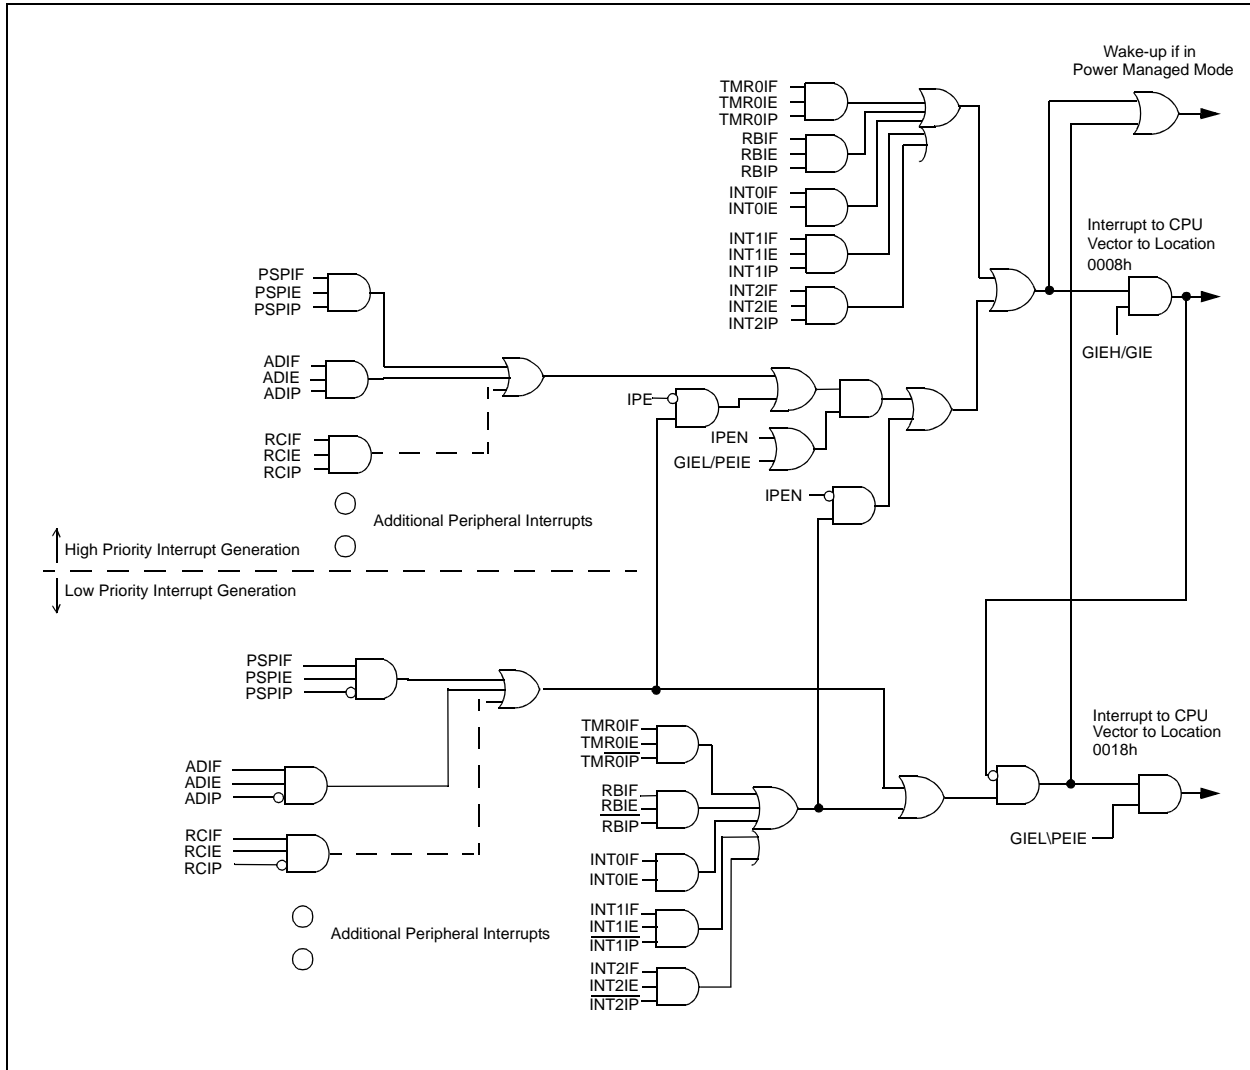 Wake-up if in
Power Managed Mode
TMR0IF
TMR0IE
TMR0IP
RBIF
RBIE
RBIP
INT0IF
INT0IE
INT1IF
INT1IE
INT1IP
INT2IF
INT2IE
INT2IP
Interrupt to CPU
Vector to Location
0008h
GIEH/GIE
PSPIF
PSPIE
PSPIP
ADIF
ADIE
ADIP
RCIF
RCIE
RCIP
IPE
IPEN
GIEL/PEIE
IPEN
Additional Peripheral Interrupts
High Priority Interrupt Generation
Low Priority Interrupt Generation
PSPIF
PSPIE
PSPIP
ADIF
ADIE
ADIP
RCIF
RCIE
RCIP
Additional Peripheral Interrupts
TMR0IF
TMR0IE
TMR0IP
RBIF
RBIE
RBIP
INT0IF
INT0IE
INT1IF
INT1IE
INT1IP
INT2IF
INT2IE
INT2IP
Interrupt to CPU
Vector to Location
0018h
GIEL\PEIE